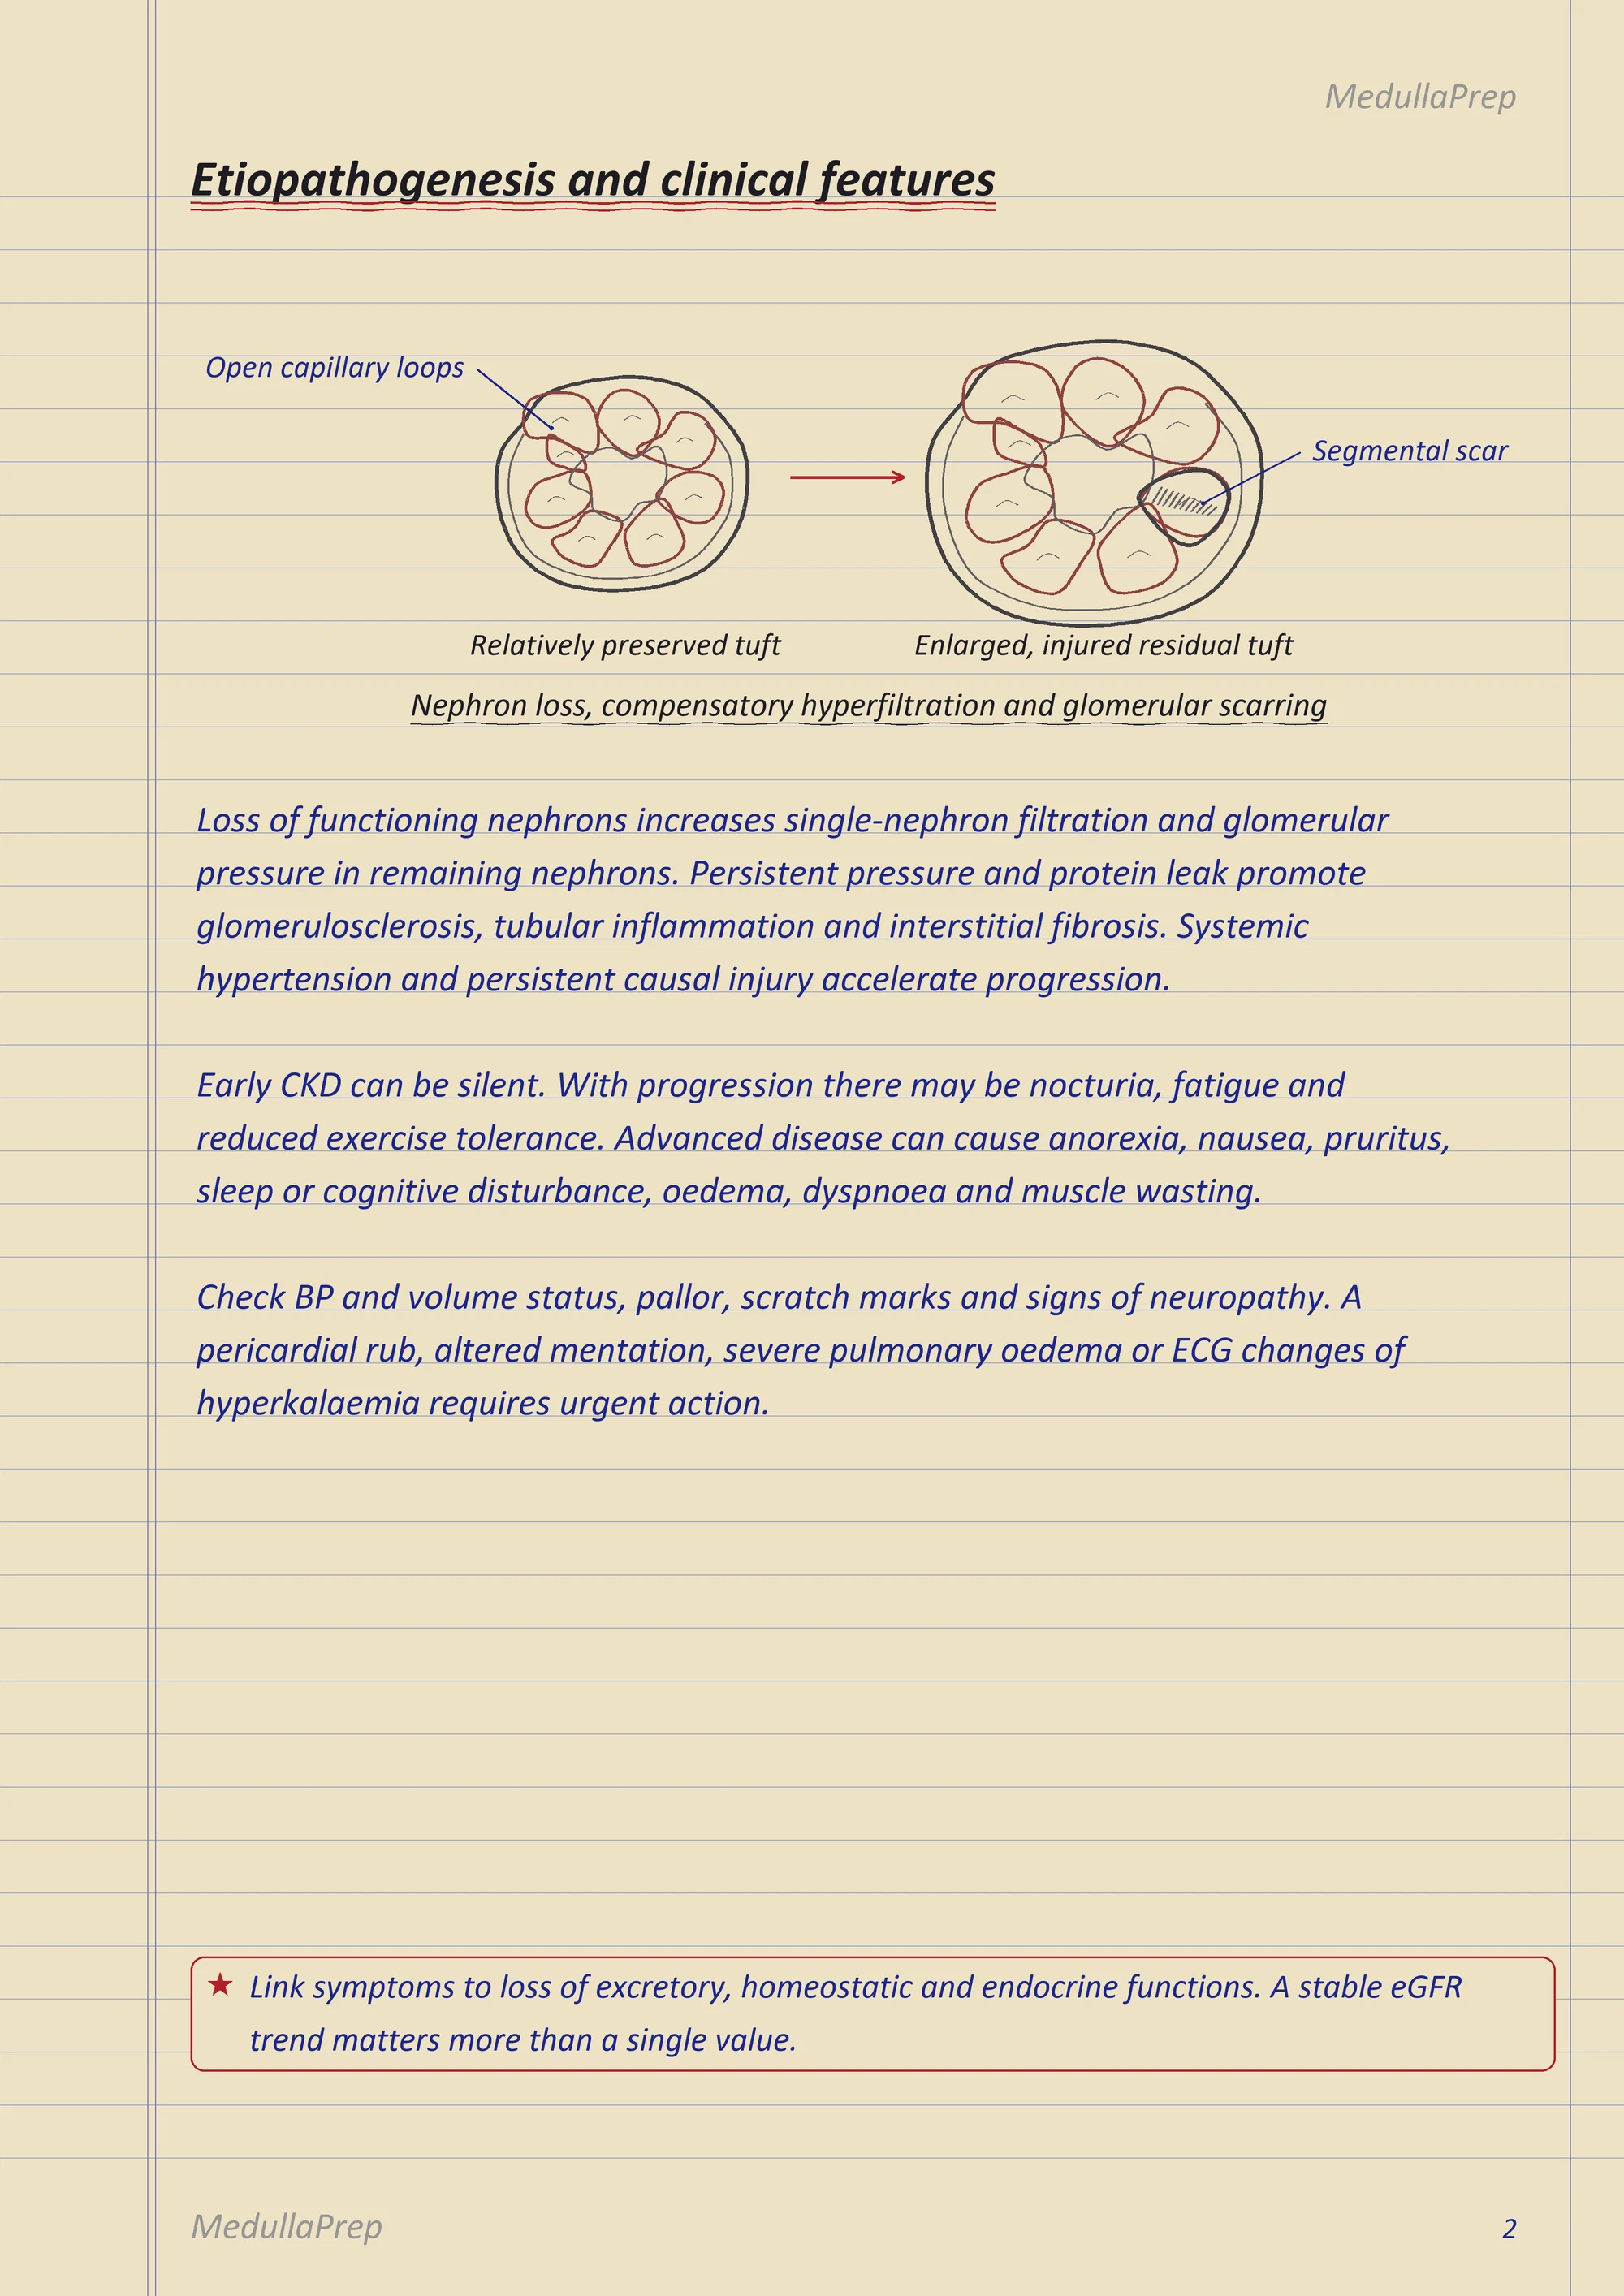 MedullaPrep
Etiopathogenesis and clinical features
Open capillary loops
Segmental scar
Relatively preserved tuft
Enlarged, injured residual tuft
Nephron loss, compensatory hyperfiltration and glomerular scarring
Loss of functioning nephrons increases single-nephron filtration and glomerular
pressure in remaining nephrons. Persistent pressure and protein leak promote
glomerulosclerosis, tubular inflammation and interstitial fibrosis. Systemic
hypertension and persistent causal injury accelerate progression.
Early CKD can be silent. With progression there may be nocturia, fatigue and
reduced exercise tolerance. Advanced disease can cause anorexia, nausea, pruritus,
sleep or cognitive disturbance, oedema, dyspnoea and muscle wasting.
Check BP and volume status, pallor, scratch marks and signs of neuropathy. A
pericardial rub, altered mentation, severe pulmonary oedema or ECG changes of
hyperkalaemia requires urgent action.
★ Link symptoms to loss of excretory, homeostatic and endocrine functions. A stable eGFR
trend matters more than a single value.
MedullaPrep
2